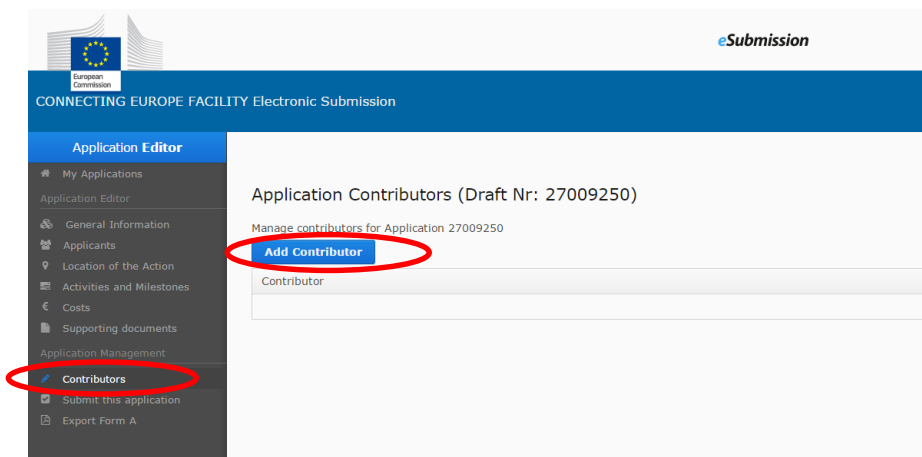 eSubmission
European
Commission
CONNECTING EUROPE FACILITY Electronic Submission
Application Editor
My Applications
Application Editor
General Information
Applicants
Location of the Action
Activities and Milestones
Costs
Supporting documents
Application Management
Contributors
Submit this application
Export Form A
Application Contributors (Draft Nr: 27009250)
Manage contributors for Application 27009250
Add Contributor
Contributor